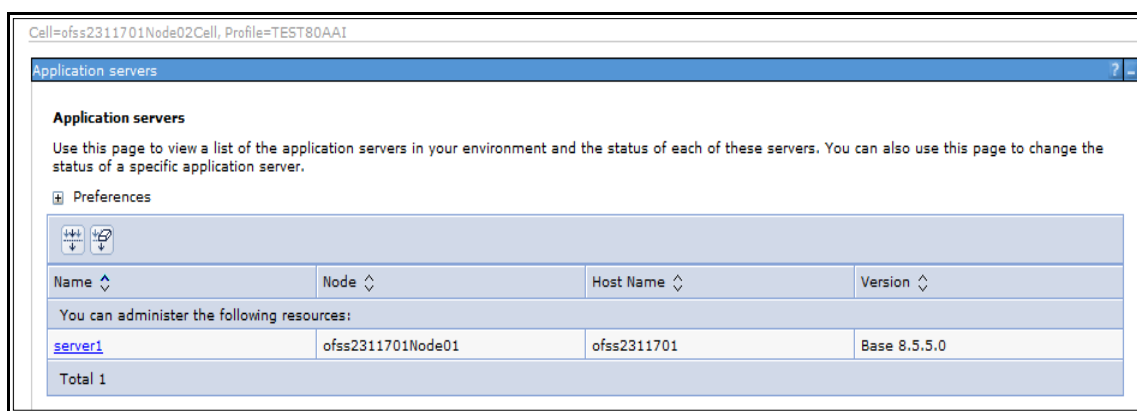 Cell=ofss2311701Node02Cell, Profile=TEST80AAI
Application servers ? -
Application servers
Use this page to view a list of the application servers in your environment and the status of each of these servers. You can also use this page to change the
status of a specific application server.
+ Preferences
Name Node Host Name Version
You can administer the following resources:
server1 ofss2311701Node01 ofss2311701 Base 8.5.5.0
Total 1